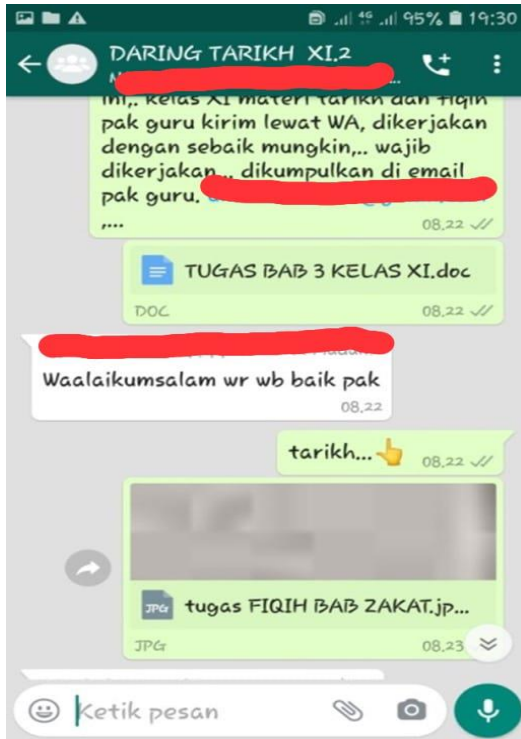 95% 19:30
DARING TARIKH XI.2
ini,. kelas XI materi tarikh dan fiqih
pak guru kirim lewat WA, dikerjakan
dengan sebaik mungkin,.. wajib
dikerjakan,.. dikumpulkan di email
pak guru.
,....
08.22
TUGAS BAB 3 KELAS XI.doc
DOC 08.22
Waalaikumsalam wr wb baik pak
08.22
tarikh...👆 08.22
JPG tugas FIQIH BAB ZAKAT.jp...
JPG 08.23
Ketik pesan